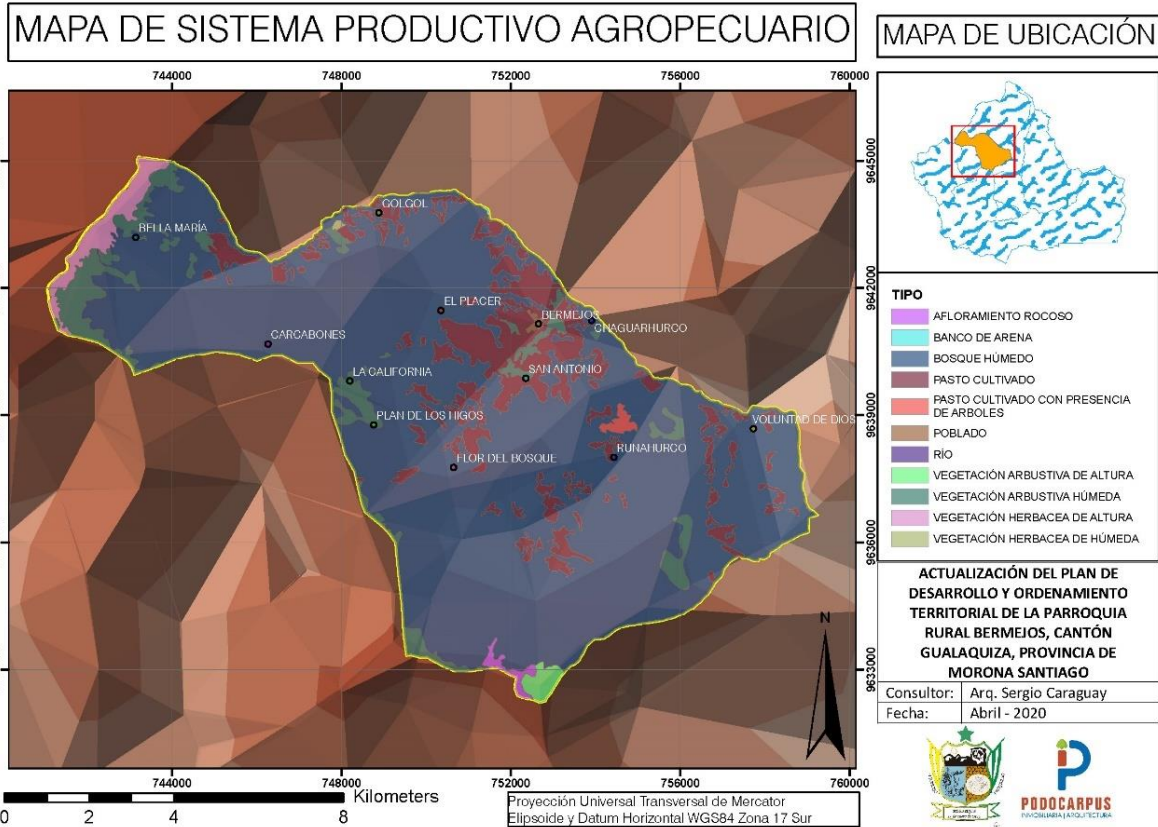 MAPA DE SISTEMA PRODUCTIVO AGROPECUARIO
744000 748000 752000 756000 760000
9645000
9642000
9639000
9636000
9633000
GOLGOL
BELLA MARÍA
EL PLACER
BERMEJOS
CHAGUARHURCO
CARCABONES
LA CALIFORNIA
SAN ANTONIO
PLAN DE LOS HIGOS
VOLUNTAD DE DIOS
FLOR DEL BOSQUE
RUNAHURCO
N
744000 748000 752000 756000 760000
Kilometers
0 2 4 8
Proyección Universal Transversal de Mercator
Elipsoide y Datum Horizontal WGS84 Zona 17 Sur
MAPA DE UBICACIÓN
TIPO
AFLORAMIENTO ROCOSO
BANCO DE ARENA
BOSQUE HÚMEDO
PASTO CULTIVADO
PASTO CULTIVADO CON PRESENCIA
DE ARBOLES
POBLADO
RÍO
VEGETACIÓN ARBUSTIVA DE ALTURA
VEGETACIÓN ARBUSTIVA HÚMEDA
VEGETACIÓN HERBACEA DE ALTURA
VEGETACIÓN HERBACEA DE HÚMEDA
ACTUALIZACIÓN DEL PLAN DE
DESARROLLO Y ORDENAMIENTO
TERRITORIAL DE LA PARROQUIA
RURAL BERMEJOS, CANTÓN
GUALAQUIZA, PROVINCIA DE
MORONA SANTIAGO
Consultor: Arq. Sergio Caraguay
Fecha: Abril - 2020
PODOCARPUS
INMOBILIARIA | ARQUITECTURA